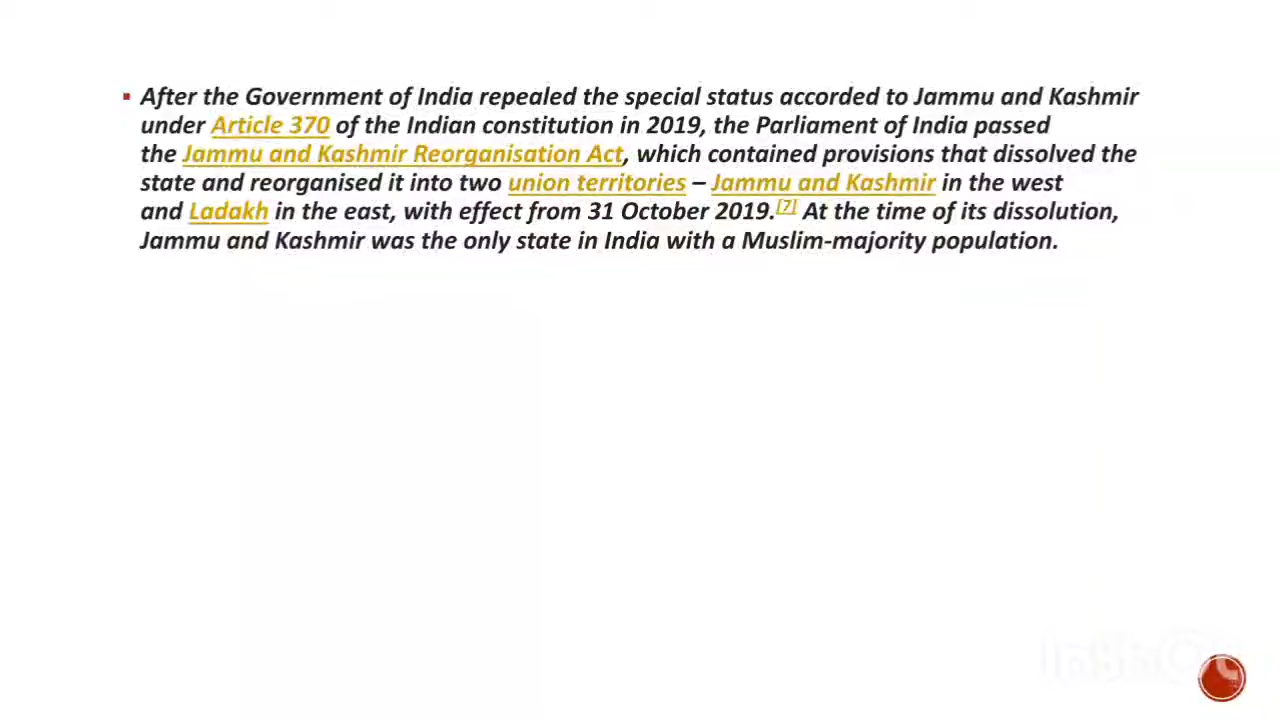 ▪ After the Government of India repealed the special status accorded to Jammu and Kashmir
under Article 370 of the Indian constitution in 2019, the Parliament of India passed
the Jammu and Kashmir Reorganisation Act, which contained provisions that dissolved the
state and reorganised it into two union territories – Jammu and Kashmir in the west
and Ladakh in the east, with effect from 31 October 2019.[7] At the time of its dissolution,
Jammu and Kashmir was the only state in India with a Muslim-majority population.